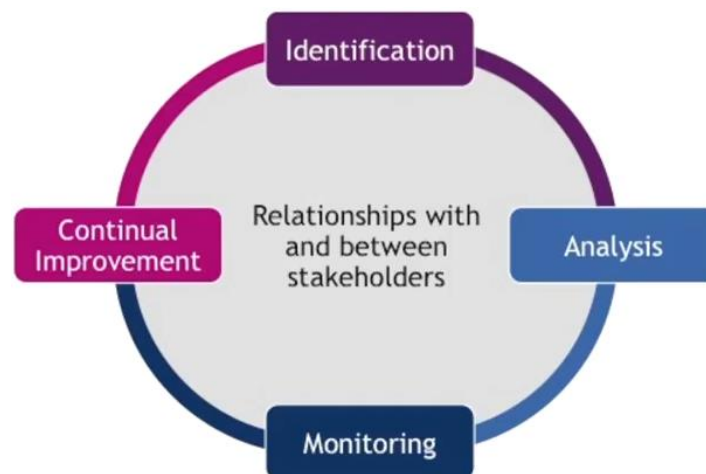 Identification
Continual
Improvement
Relationships with
and between
stakeholders
Analysis
Monitoring